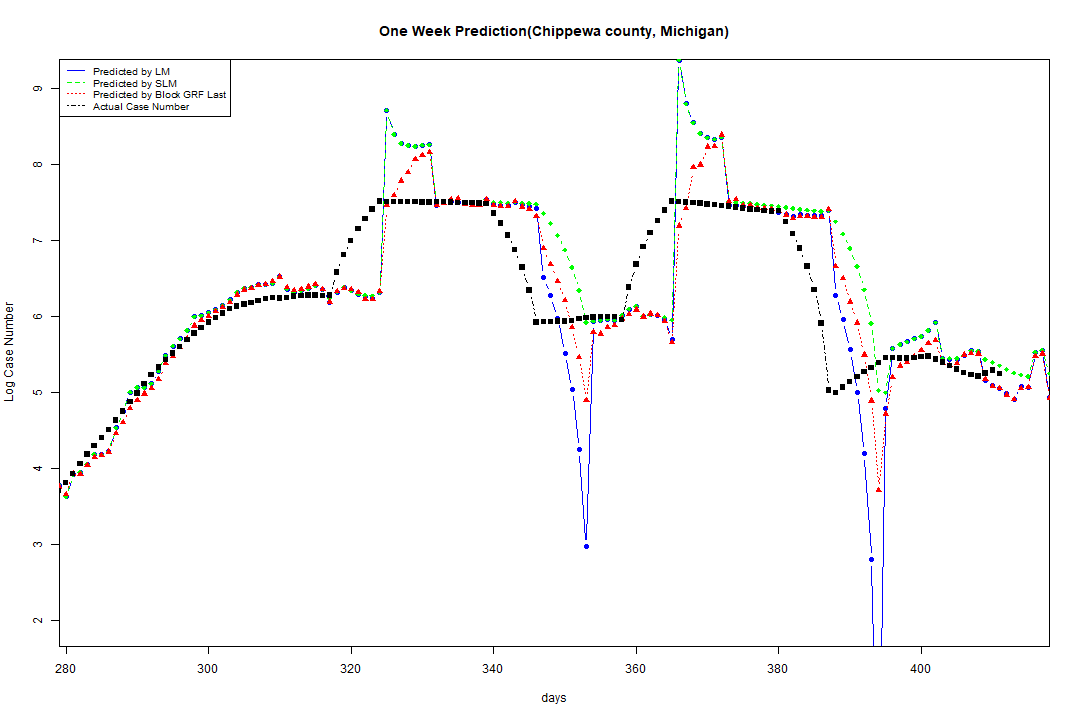 One Week Prediction(Chippewa county, Michigan)
Predicted by LM
Predicted by SLM
Predicted by Block GRF Last
Actual Case Number
9
8
7
6
5
4
3
2
Log Case Number
280 300 320 340 360 380 400
days